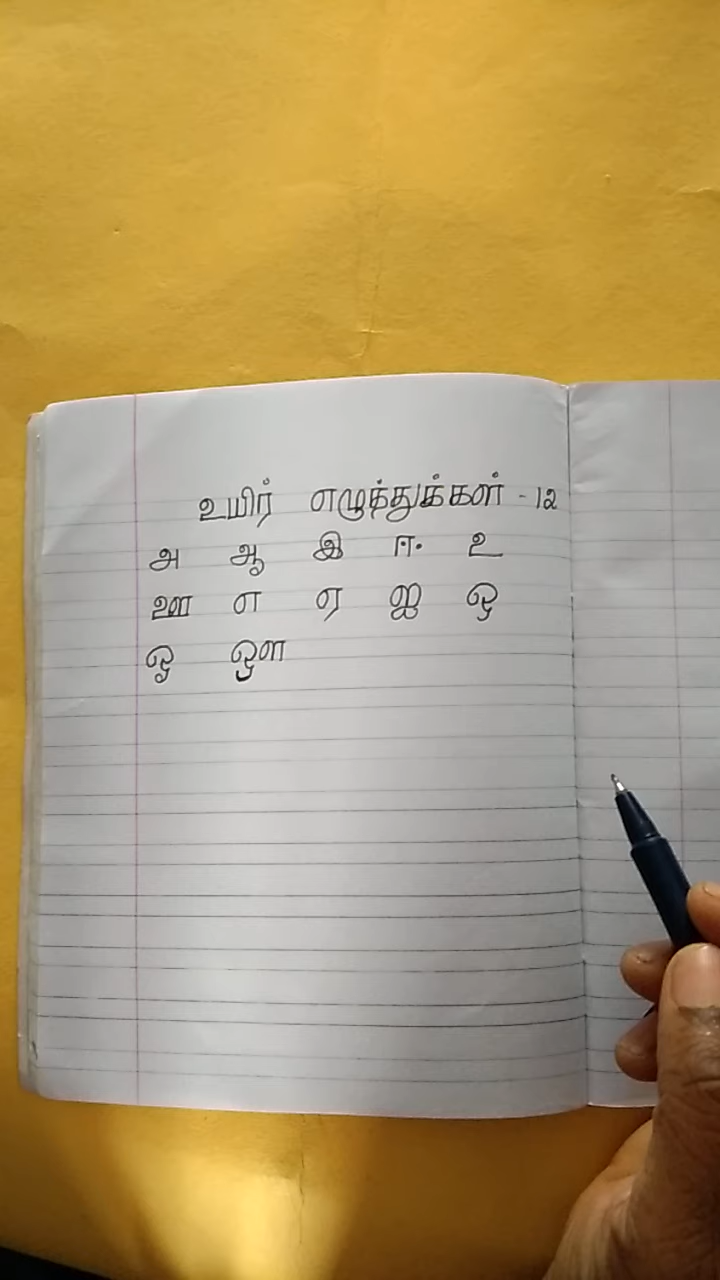 உயிர் எழுத்துக்கள் - 12
அ ஆ இ ஈ உ
ஊ எ ஏ ஐ ஒ
ஓ ஔ